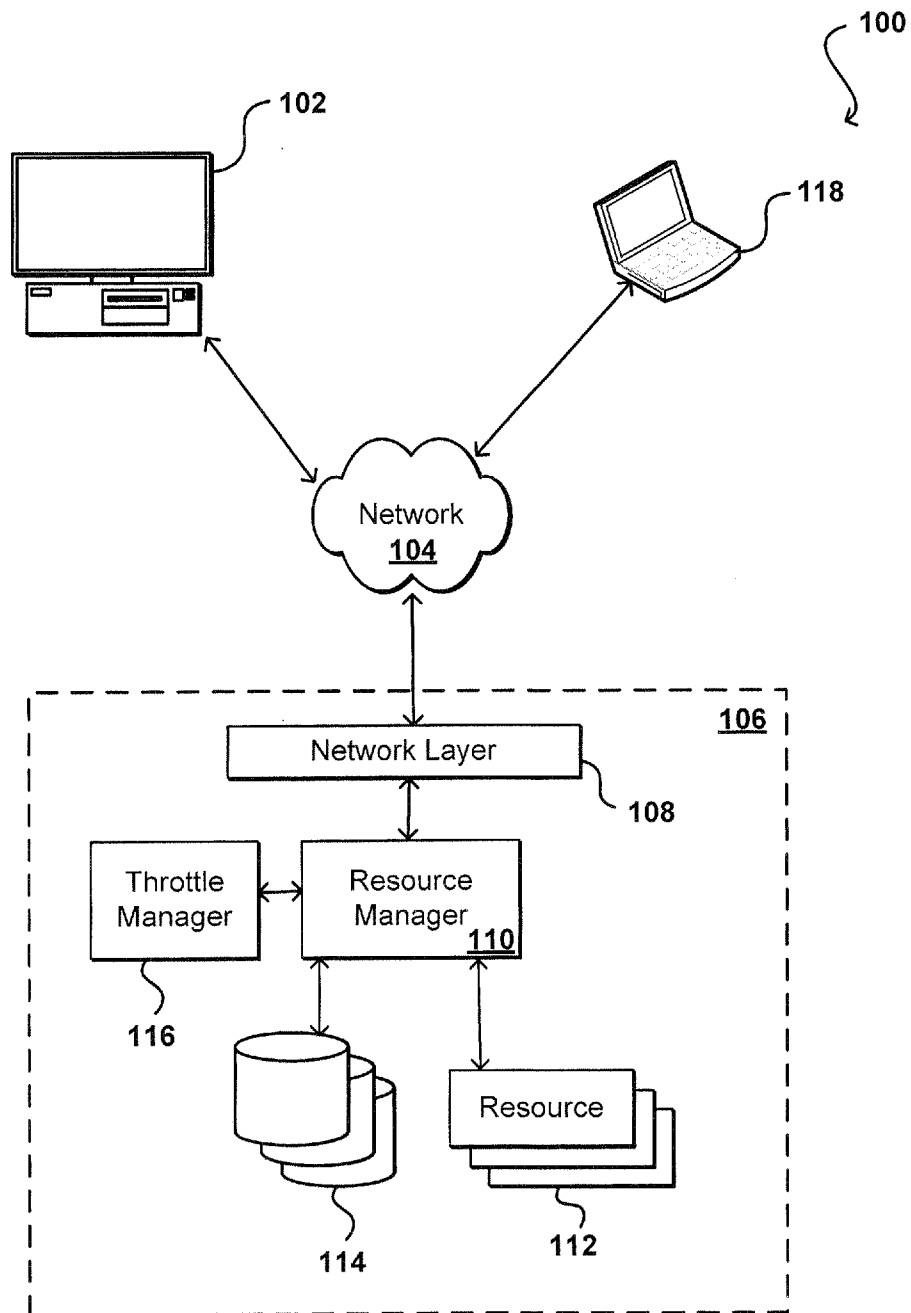 100
102
118
Network
104
106
Network Layer
108
Throttle
Manager
Resource
Manager
110
116
Resource
114
112